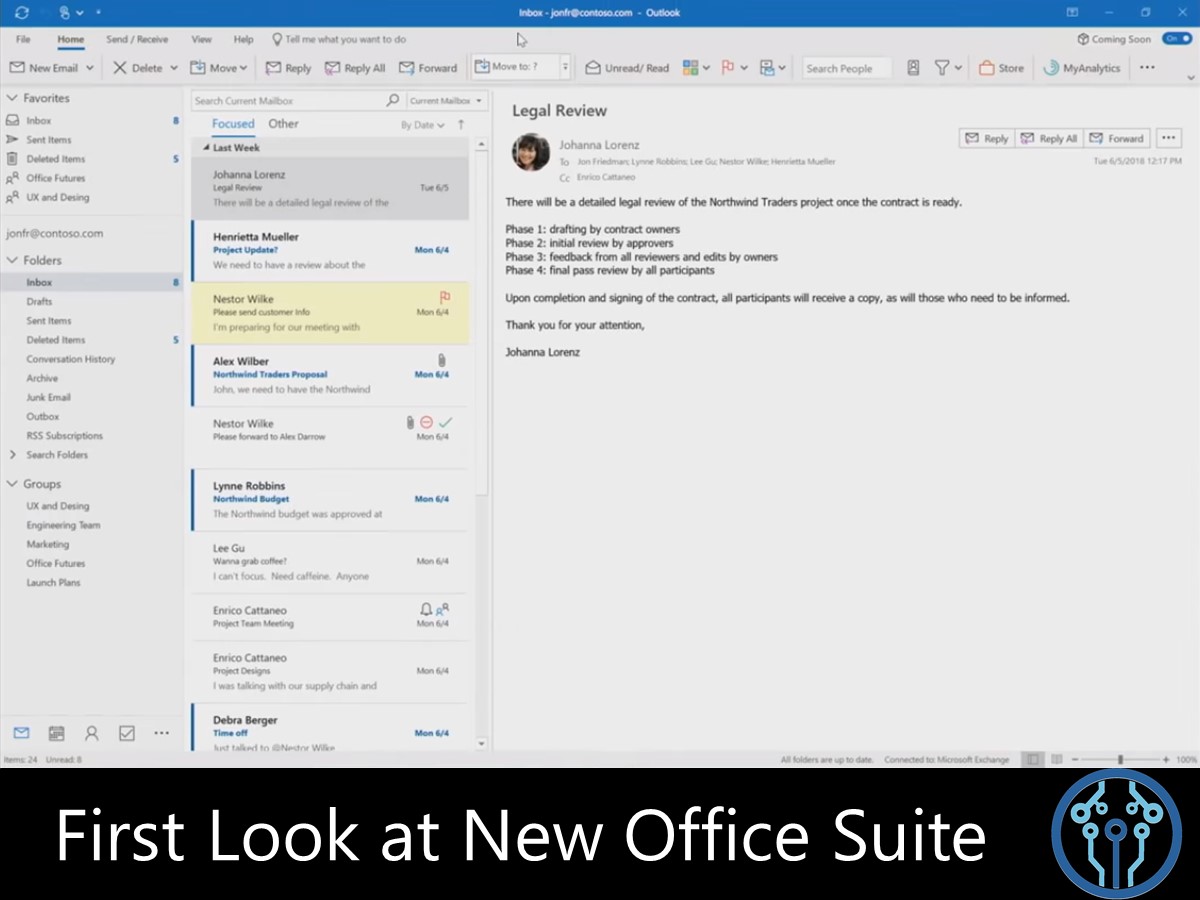 Inbox - jonfr@contoso.com - Outlook
File Home Send / Receive View Help Tell me what you want to do Coming Soon On
New Email Delete Move Reply Reply All Forward Move to: ? Unread/ Read Search People Store MyAnalytics
Favorites
Inbox 8
Sent Items
Deleted Items 5
Office Futures
UX and Desing
jonfr@contoso.com
Folders
Inbox 8
Drafts
Sent Items
Deleted Items 5
Conversation History
Archive
Junk Email
Outbox
RSS Subscriptions
Search Folders
Groups
UX and Desing
Engineering Team
Marketing
Office Futures
Launch Plans
Items: 24 Unread: 8
Search Current Mailbox Current Mailbox
Focused Other By Date
Last Week
Johanna Lorenz
Legal Review Tue 6/5
There will be a detailed legal review of the
Henrietta Mueller
Project Update? Mon 6/4
We need to have a review about the
Nestor Wilke
Please send customer info Mon 6/4
I'm preparing for our meeting with
Alex Wilber
Northwind Traders Proposal Mon 6/4
John, we need to have the Northwind
Nestor Wilke
Please forward to Alex Darrow Mon 6/4
Lynne Robbins
Northwind Budget Mon 6/4
The Northwind budget was approved at
Lee Gu
Wanna grab coffee? Mon 6/4
I can't focus. Need caffeine. Anyone
Enrico Cattaneo
Project Team Meeting Mon 6/4
Enrico Cattaneo
Project Designs Mon 6/4
I was talking with our supply chain and
Debra Berger
Time off Mon 6/4
Just talked to @Nestor Wilke
Legal Review
Johanna Lorenz
To Jon Friedman; Lynne Robbins; Lee Gu; Nestor Wilke; Henrietta Mueller
Cc Enrico Cattaneo
Reply Reply All Forward
Tue 6/5/2018 12:17 PM
There will be a detailed legal review of the Northwind Traders project once the contract is ready.
Phase 1: drafting by contract owners
Phase 2: initial review by approvers
Phase 3: feedback from all reviewers and edits by owners
Phase 4: final pass review by all participants
Upon completion and signing of the contract, all participants will receive a copy, as will those who need to be informed.
Thank you for your attention,
Johanna Lorenz
All folders are up to date. Connected to: Microsoft Exchange 100%
First Look at New Office Suite